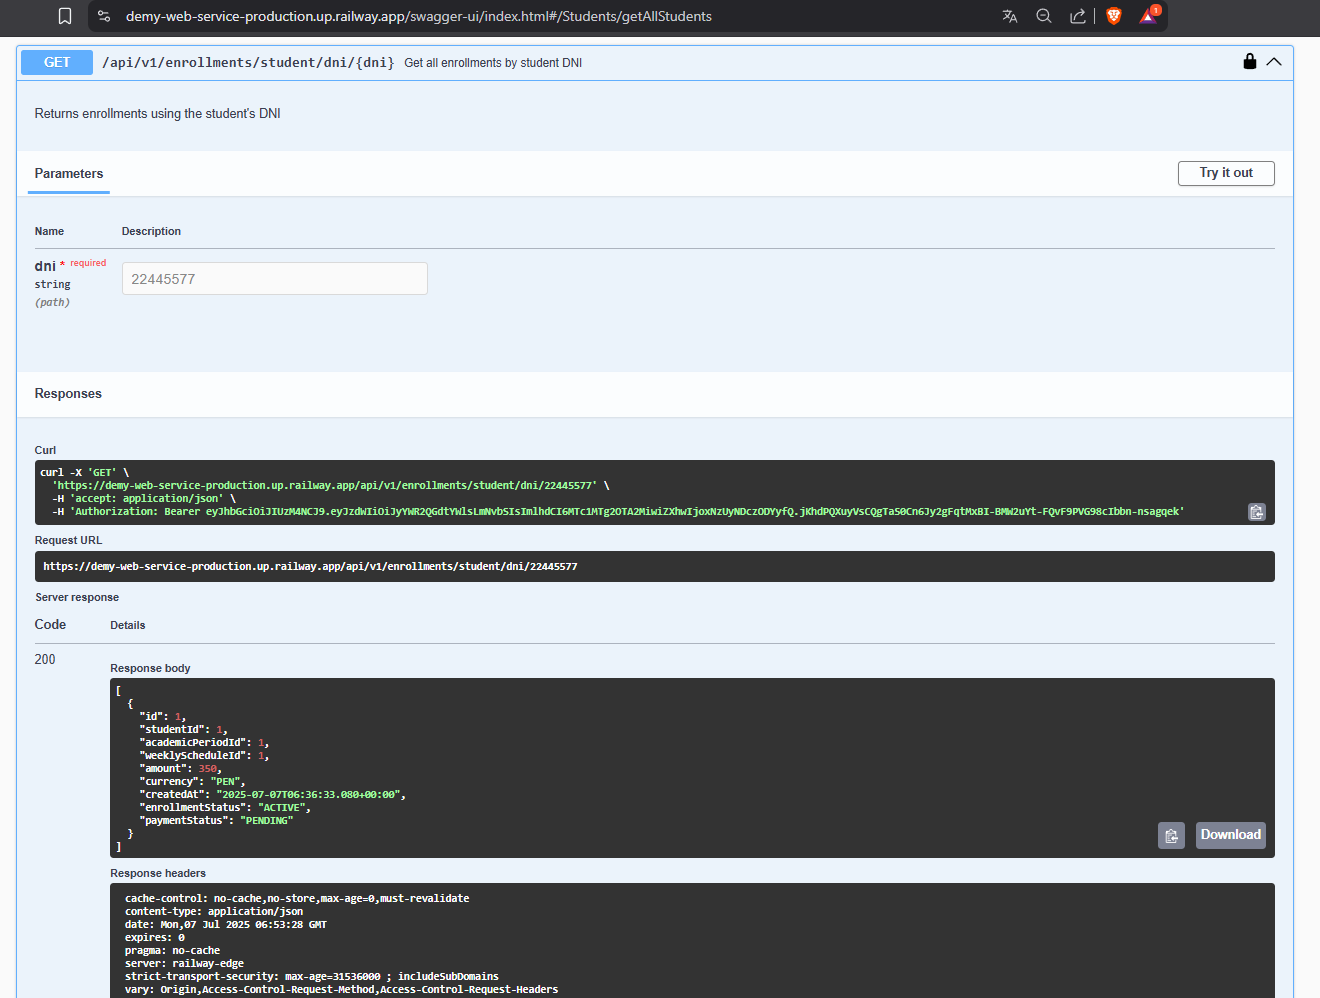 demy-web-service-production.up.railway.app/swagger-ui/index.html#/Students/getAllStudents
1
GET /api/v1/enrollments/student/dni/{dni} Get all enrollments by student DNI
Returns enrollments using the student's DNI
Parameters
Try it out
Name Description
dni * required
string
(path)
22445577
Responses
Curl
curl -X 'GET' \
'https://demy-web-service-production.up.railway.app/api/v1/enrollments/student/dni/22445577' \
-H 'accept: application/json' \
-H 'Authorization: Bearer
Request URL
https://demy-web-service-production.up.railway.app/api/v1/enrollments/student/dni/22445577
Server response
Code Details
200
Response body
[
{
"id": 1,
"studentId": 1,
"academicPeriodId": 1,
"weeklyScheduleId": 1,
"amount": 350,
"currency": "PEN",
"createdAt": "2025-07-07T06:36:33.080+00:00",
"enrollmentStatus": "ACTIVE",
"paymentStatus": "PENDING"
}
]
Download
Response headers
cache-control: no-cache,no-store,max-age=0,must-revalidate
content-type: application/json
date: Mon,07 Jul 2025 06:53:28 GMT
expires: 0
pragma: no-cache
server: railway-edge
strict-transport-security: max-age=31536000 ; includeSubDomains
vary: Origin,Access-Control-Request-Method,Access-Control-Request-Headers